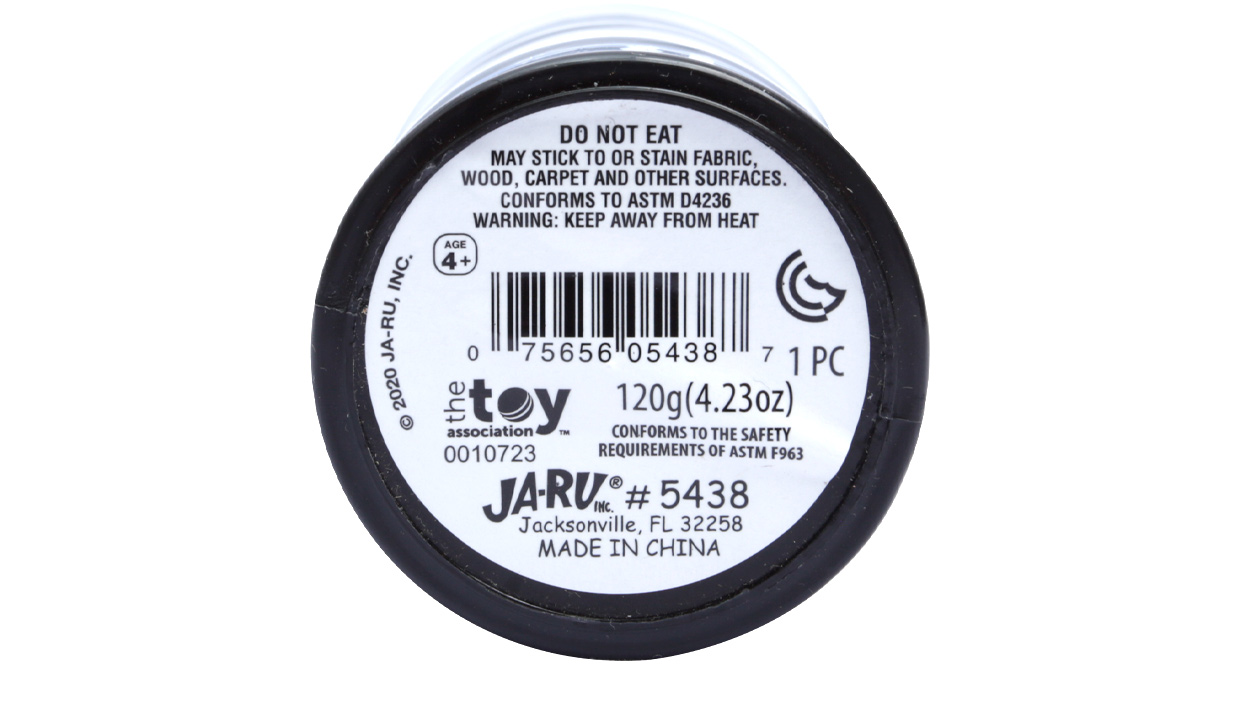 DO NOT EAT
MAY STICK TO OR STAIN FABRIC,
WOOD, CARPET AND OTHER SURFACES.
CONFORMS TO ASTM D4236
WARNING: KEEP AWAY FROM HEAT
AGE
4+
© 2020 JA-RU, INC.
0 75656 05438 7
1 PC
the toy
association™
0010723
120g(4.23oz)
CONFORMS TO THE SAFETY
REQUIREMENTS OF ASTM F963
JA-RU INC.® # 5438
Jacksonville, FL 32258
MADE IN CHINA